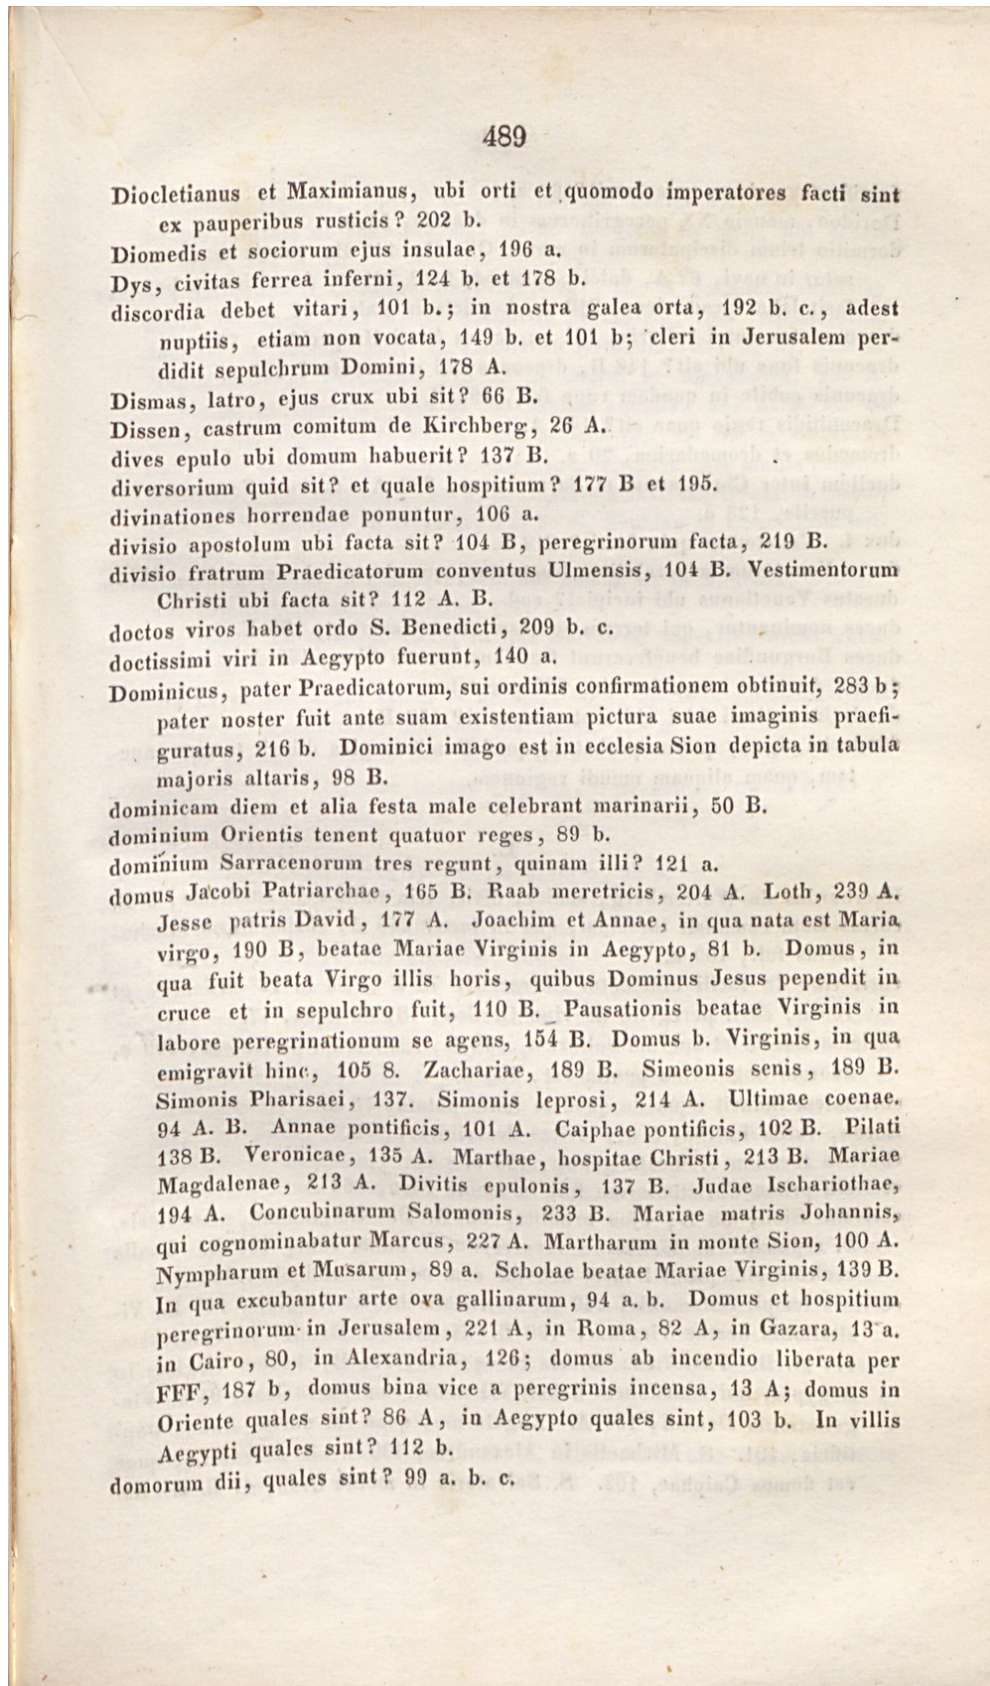 489
Diocletianus et Maximianus, ubi orti et quomodo imperatores facti sint
ex pauperibus rusticis? 202 b.
Diomedis et sociorum ejus insulae, 196 a.
Dys, civitas ferrea inferni, 124 b. et 178 b.
discordia debet vitari, 101 b.; in nostra galea orta, 192 b. c., adest
nuptiis, etiam non vocata, 149 b. et 101 b; cleri in Jerusalem per-
didit sepulchrum Domini, 178 A.
Dismas, latro, ejus crux ubi sit? 66 B.
Dissen, castrum comitum de Kirchberg, 26 A.
dives epulo ubi domum habuerit? 137 B.
diversorium quid sit? et quale hospitium? 177 B et 195.
divinationes horrendae ponuntur, 106 a.
divisio apostolum ubi facta sit? 104 B, peregrinorum facta, 219 B.
divisio fratrum Praedicatorum conventus Ulmensis, 104 B. Vestimentorum
Christi ubi facta sit? 112 A. B.
doctos viros habet ordo S. Benedicti, 209 b. c.
doctissimi viri in Aegypto fuerunt, 140 a.
Dominicus, pater Praedicatorum, sui ordinis confirmationem obtinuit, 283 b;
pater noster fuit ante suam existentiam pictura suae imaginis praefi-
guratus, 216 b. Dominici imago est in ecclesia Sion depicta in tabula
majoris altaris, 98 B.
dominicam diem et alia festa male celebrant marinarii, 50 B.
dominium Orientis tenent quatuor reges, 89 b.
dominium Sarracenorum tres regunt, quinam illi? 121 a.
domus Jacobi Patriarchae, 165 B. Raab meretricis, 204 A. Loth, 239 A.
Jesse patris David, 177 A. Joachim et Annae, in qua nata est Maria
virgo, 190 B, beatae Mariae Virginis in Aegypto, 81 b. Domus, in
qua fuit beata Virgo illis horis, quibus Dominus Jesus pependit in
cruce et in sepulchro fuit, 110 B. Pausationis beatae Virginis in
labore peregrinationum se agens, 154 B. Domus b. Virginis, in qua
emigravit hinc, 105 8. Zachariae, 189 B. Simeonis senis, 189 B.
Simonis Pharisaei, 137. Simonis leprosi, 214 A. Ultimae coenae.
94 A. B. Annae pontificis, 101 A. Caiphae pontificis, 102 B. Pilati
138 B. Veronicae, 135 A. Marthae, hospitae Christi, 213 B. Mariae
Magdalenae, 213 A. Divitis epulonis, 137 B. Judae Ischariothae,
194 A. Concubinarum Salomonis, 233 B. Mariae matris Johannis,
qui cognominabatur Marcus, 227 A. Martharum in monte Sion, 100 A.
Nympharum et Musarum, 89 a. Scholae beatae Mariae Virginis, 139 B.
In qua excubantur arte ova gallinarum, 94 a. b. Domus et hospitium
peregrinorum in Jerusalem, 221 A, in Roma, 82 A, in Gazara, 13 a.
in Cairo, 80, in Alexandria, 126; domus ab incendio liberata per
FFF, 187 b, domus bina vice a peregrinis incensa, 13 A; domus in
Oriente quales sint? 86 A, in Aegypto quales sint, 103 b. In villis
Aegypti quales sint? 112 b.
domorum dii, quales sint? 99 a. b. c.